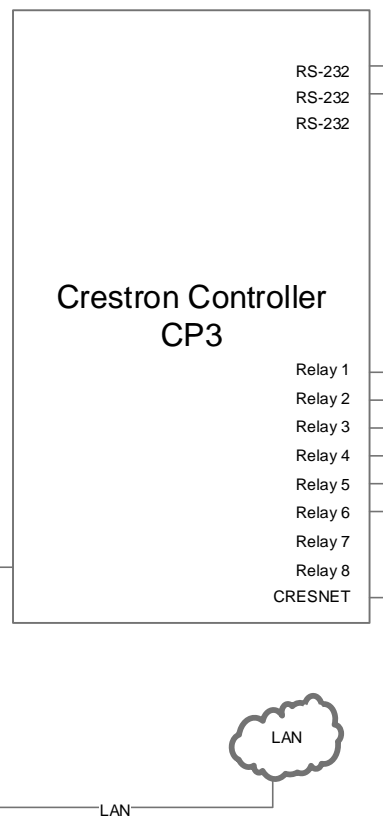 RS-232
RS-232
RS-232
Crestron Controller
CP3
Relay 1
Relay 2
Relay 3
Relay 4
Relay 5
Relay 6
Relay 7
Relay 8
CRESNET
LAN
LAN